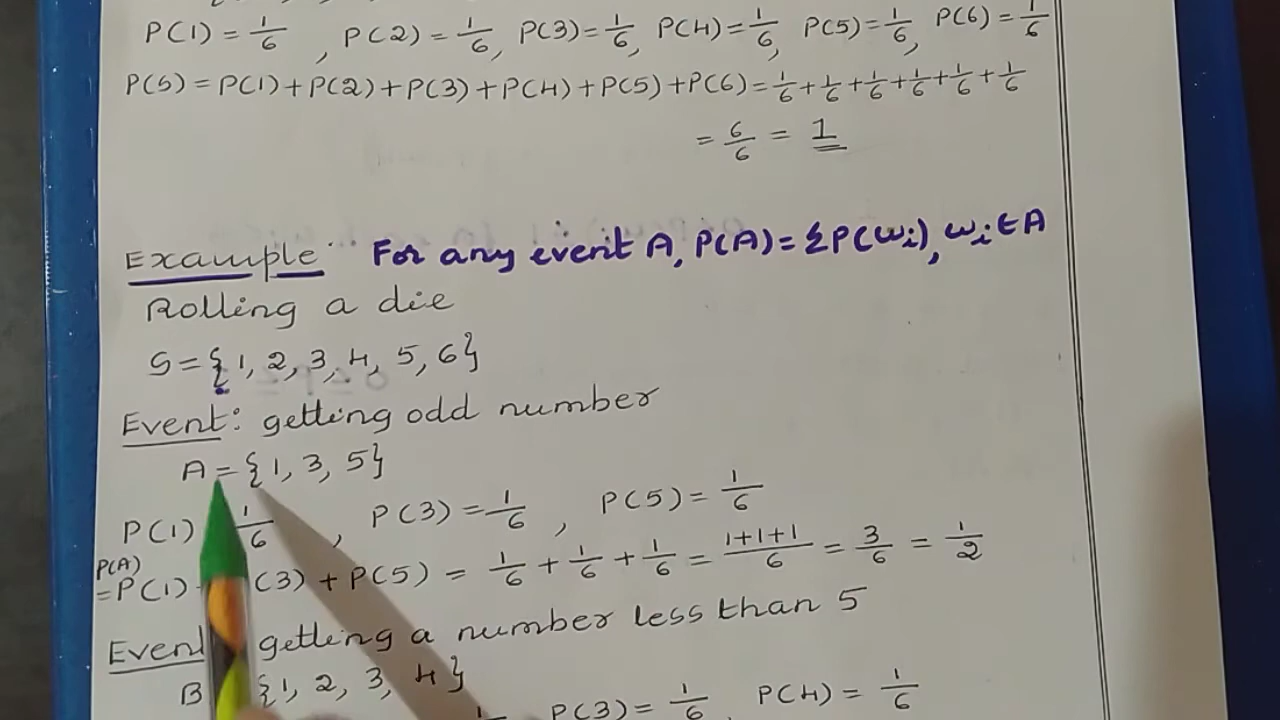 P(1) = 1/6 , P(2) = 1/6, P(3) = 1/6, P(4) = 1/6, P(5) = 1/6, P(6) = 1/6
P(S) = P(1) + P(2) + P(3) + P(4) + P(5) + P(6) = 1/6 + 1/6 + 1/6 + 1/6 + 1/6 + 1/6
= 6/6 = 1
Example: For any event A, P(A) = ΣP(ωi), ωi ∈ A
Rolling a die
S = {1, 2, 3, 4, 5, 6}
Event: getting odd number
A = {1, 3, 5}
P(1) 1/6 , P(3) = 1/6 , P(5) = 1/6
P(A)
= P(1) (3) + P(5) = 1/6 + 1/6 + 1/6 = 1+1+1/6 = 3/6 = 1/2
Event getting a number less than 5
B {1, 2, 3, 4}
P(3) = 1/6 , P(4) = 1/6